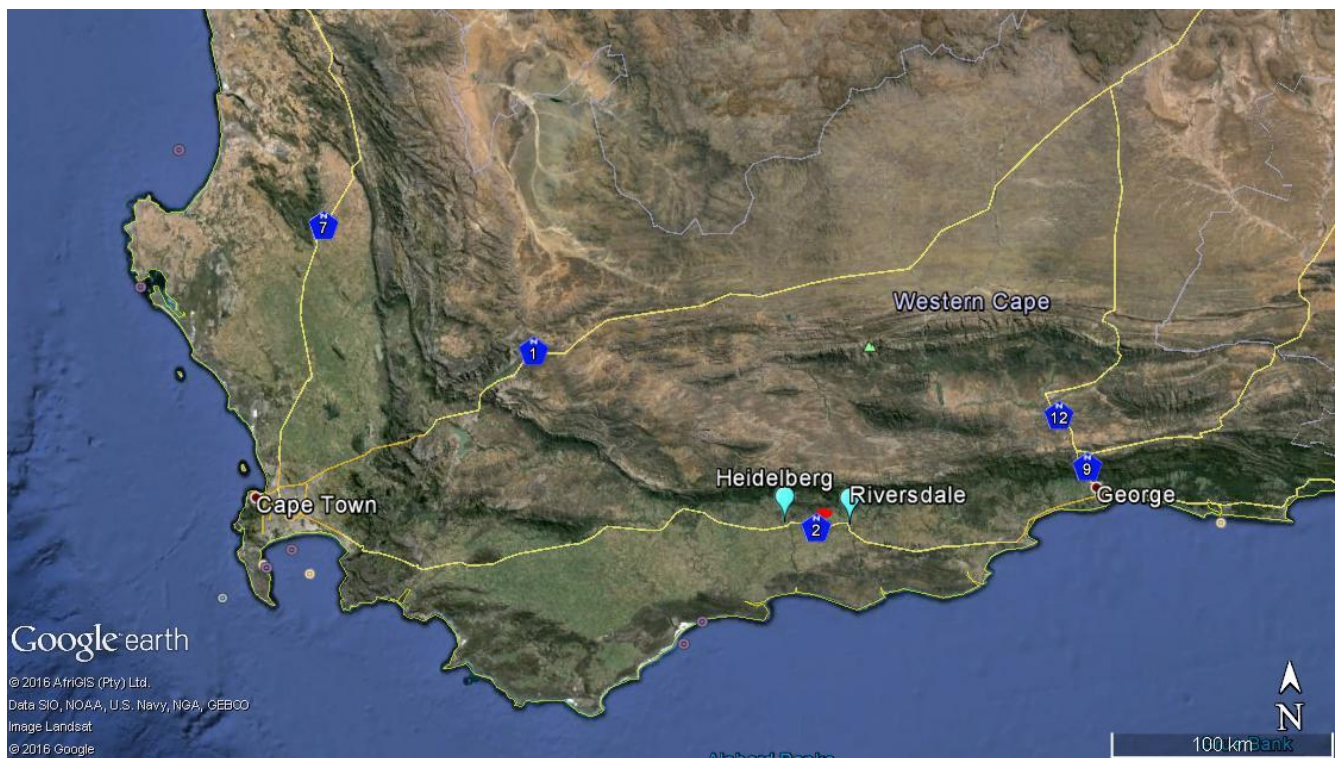 N
7
Western Cape
N
1
N
12
N
9
Heidelberg
Riversdale
George
Cape Town
N
2
Google earth
© 2016 AfriGIS (Pty) Ltd.
Data SIO, NOAA, U.S. Navy, NGA, GEBCO
Image Landsat
© 2016 Google
N
100 km
Bank